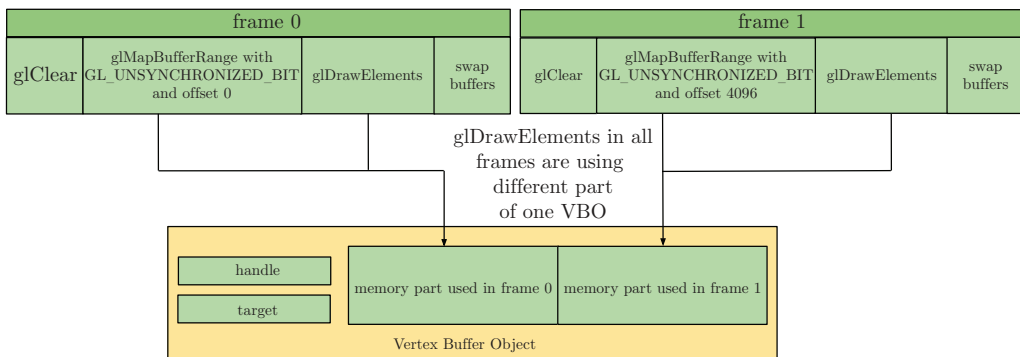 frame 0
glClear
glMapBufferRange with
GL_UNSYNCHRONIZED_BIT
and offset 0
glDrawElements
swap
buffers
frame 1
glClear
glMapBufferRange with
GL_UNSYNCHRONIZED_BIT
and offset 4096
glDrawElements
swap
buffers
glDrawElements in all
frames are using
different part
of one VBO
handle
target
memory part used in frame 0
memory part used in frame 1
Vertex Buffer Object